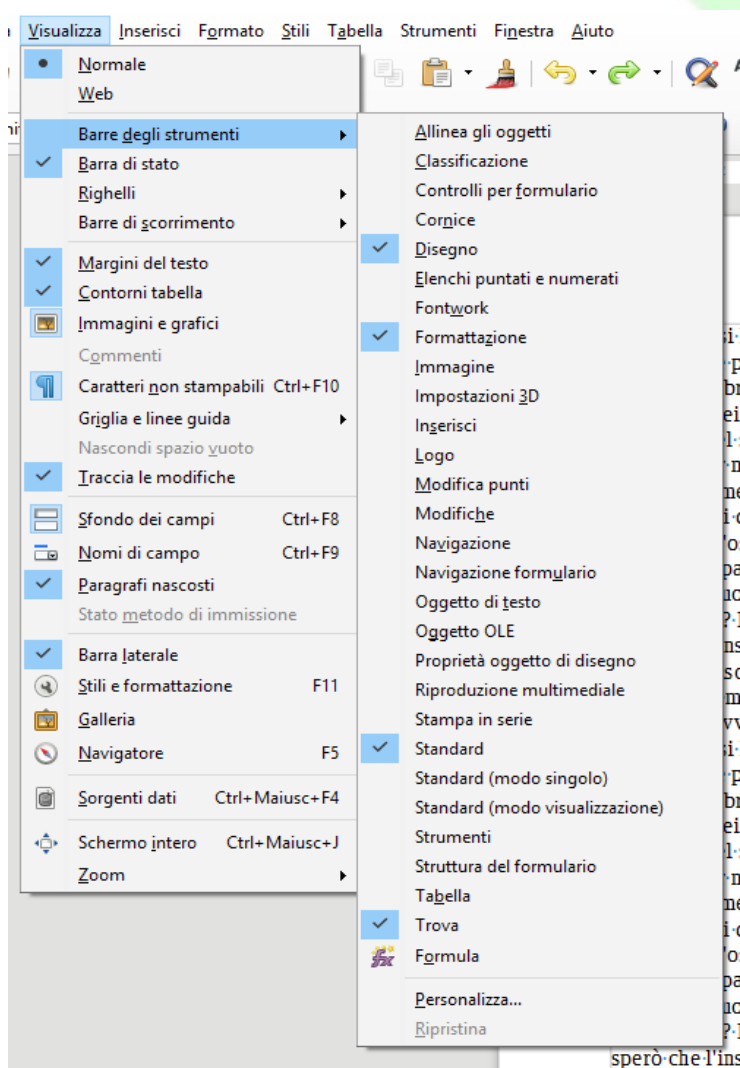 Visualizza Inserisci Formato Stili Tabella Strumenti Finestra Aiuto
Normale
Web
Barre degli strumenti
Barra di stato
Righelli
Barre di scorrimento
Margini del testo
Contorni tabella
Immagini e grafici
Commenti
Caratteri non stampabili Ctrl+F10
Griglia e linee guida
Nascondi spazio vuoto
Traccia le modifiche
Sfondo dei campi Ctrl+F8
Nomi di campo Ctrl+F9
Paragrafi nascosti
Stato metodo di immissione
Barra laterale
Stili e formattazione F11
Galleria
Navigatore F5
Sorgenti dati Ctrl+Maiusc+F4
Schermo intero Ctrl+Maiusc+J
Zoom
Allinea gli oggetti
Classificazione
Controlli per formulario
Cornice
Disegno
Elenchi puntati e numerati
Fontwork
Formattazione
Immagine
Impostazioni 3D
Inserisci
Logo
Modifica punti
Modifiche
Navigazione
Navigazione formulario
Oggetto di testo
Oggetto OLE
Proprietà oggetto di disegno
Riproduzione multimediale
Stampa in serie
Standard
Standard (modo singolo)
Standard (modo visualizzazione)
Strumenti
Struttura del formulario
Tabella
Trova
Formula
Personalizza...
Ripristina
sperò·che·l'ins